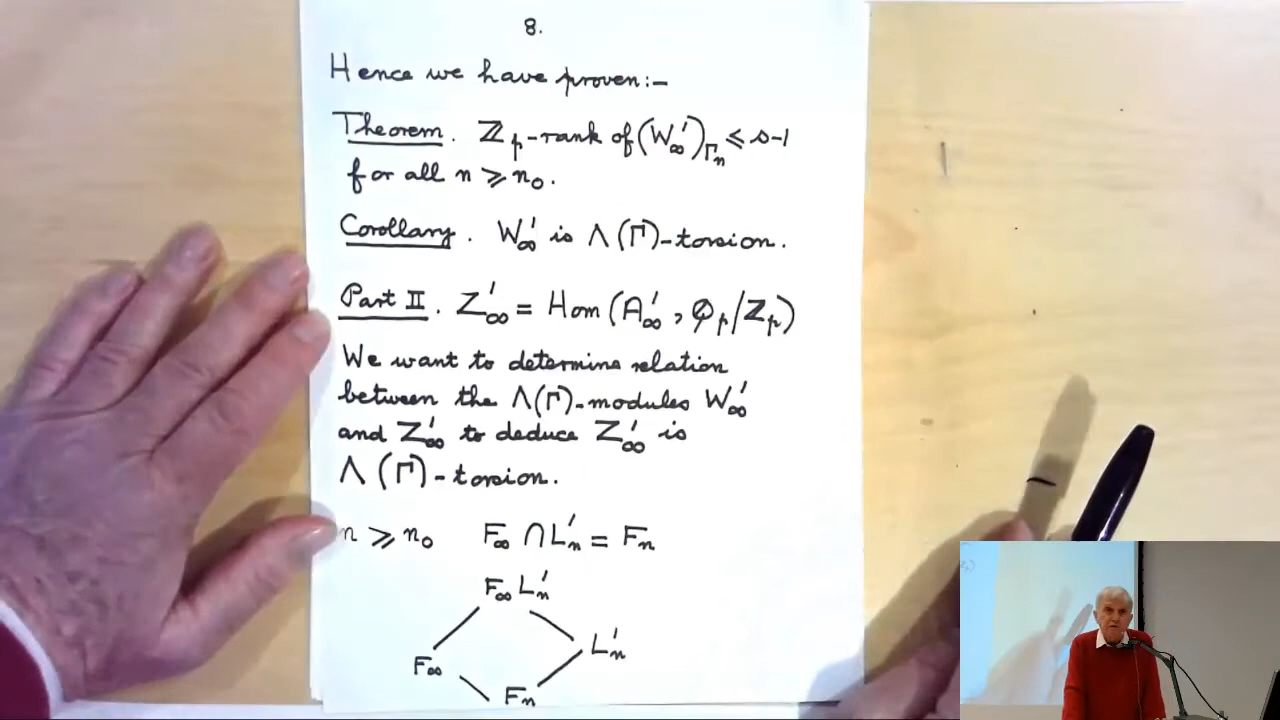 8.
Hence we have proven:-
Theorem. ℤp-rank of (W'∞)Γn ≤ s-1
for all n ≥ n0.
Corollary. W'∞ is Λ(Γ)-torsion.
Part II. Z'∞ = Hom(A'∞, ℚp/ℤp)
We want to determine relation
between the Λ(Γ)-modules W'∞
and Z'∞ to deduce Z'∞ is
Λ(Γ)-torsion.
n ≥ n0 F∞ ∩ L'n = Fn
F∞ L'n
L'n
F∞
Fn